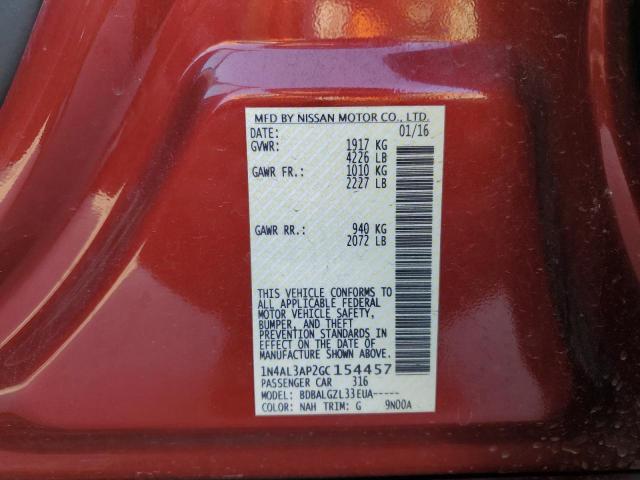 MFD BY NISSAN MOTOR CO., LTD.
DATE: 01/16
GVWR: 1917 KG
4226 LB
GAWR FR.: 1010 KG
2227 LB
GAWR RR.: 940 KG
2072 LB
THIS VEHICLE CONFORMS TO
ALL APPLICABLE FEDERAL
MOTOR VEHICLE SAFETY,
BUMPER, AND THEFT
PREVENTION STANDARDS IN
EFFECT ON THE DATE OF
MANUFACTURE SHOWN ABOVE.
1N4AL3AP2GC154457
PASSENGER CAR 316
MODEL: BDBALGZL33EUA-----
COLOR: NAH TRIM: G 9N00A